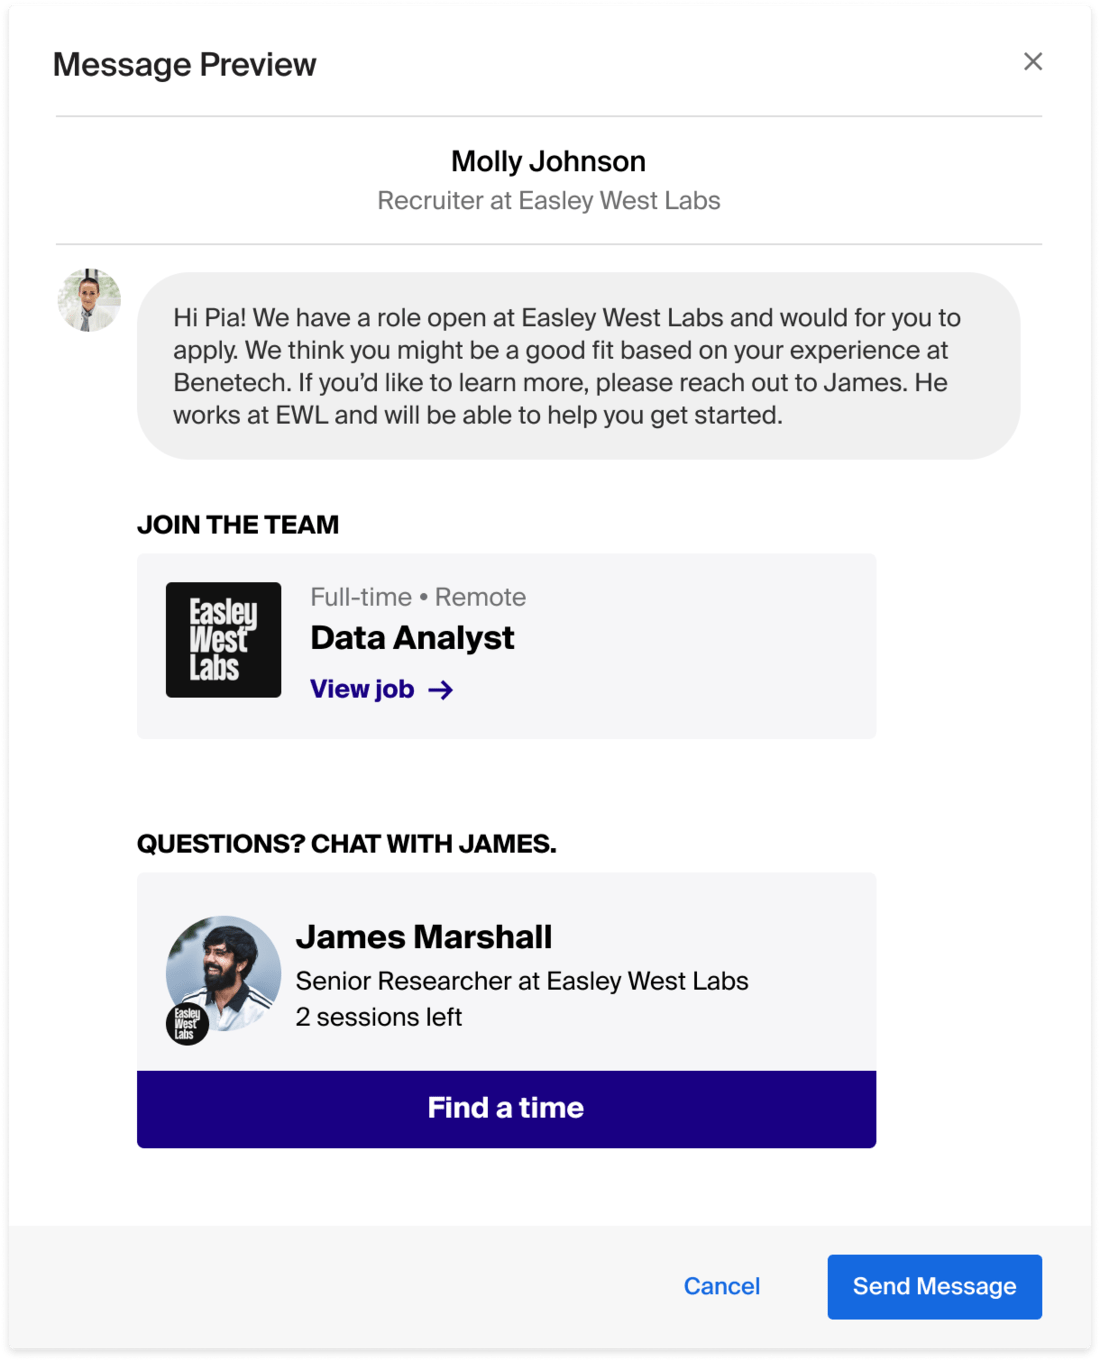 Message Preview
Molly Johnson
Recruiter at Easley West Labs
Hi Pia! We have a role open at Easley West Labs and would for you to
apply. We think you might be a good fit based on your experience at
Benetech. If you’d like to learn more, please reach out to James. He
works at EWL and will be able to help you get started.
JOIN THE TEAM
Easley
West
Labs
Full-time • Remote
Data Analyst
View job →
QUESTIONS? CHAT WITH JAMES.
James Marshall
Senior Researcher at Easley West Labs
2 sessions left
Easley
West
Labs
Find a time
Cancel
Send Message